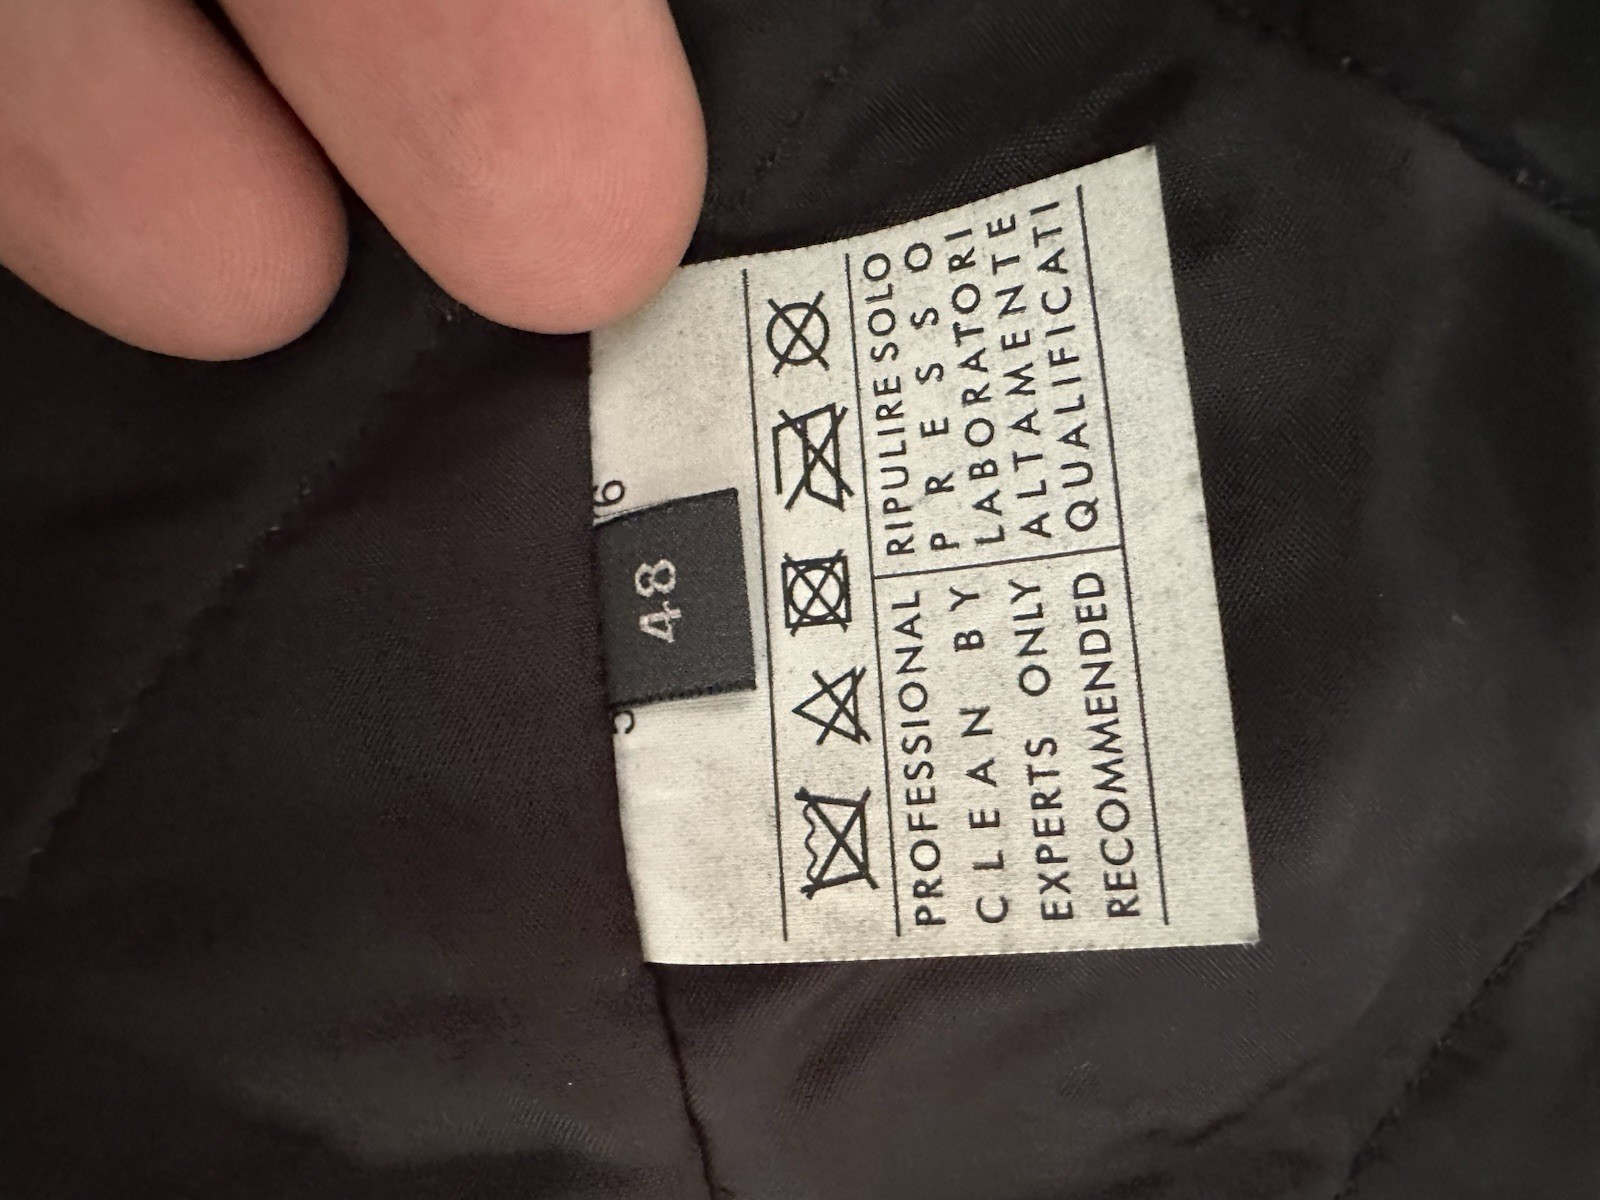 48
PROFESSIONAL
CLEAN BY
EXPERTS ONLY
RECOMMENDED
RIPULIRE SOLO
PRESSO
LABORATORI
ALTAMENTE
QUALIFICATI